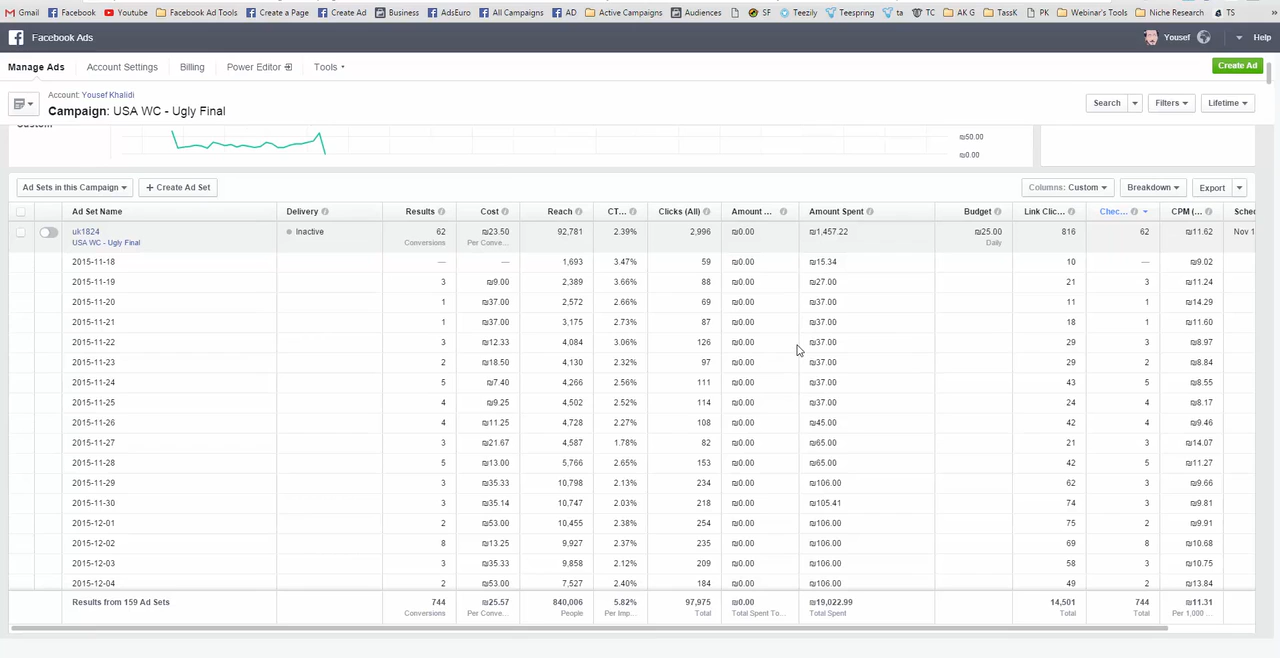 Gmail Facebook Youtube Facebook Ad Tools Create a Page Create Ad Business AdsEuro All Campaigns AD Active Campaigns Audiences SF Teezily Teespring ta TC AK G TassK PK Webinar's Tools Niche Research TS »
Facebook Ads Yousef Help
Manage Ads Account Settings Billing Power Editor Tools Create Ad
Account: Yousef Khalidi
Campaign: USA WC - Ugly Final Search Filters Lifetime
Custom
₪50.00
₪0.00
Ad Sets in this Campaign + Create Ad Set Columns: Custom Breakdown Export
Ad Set Name Delivery Results Cost Reach CT... Clicks (All) Amount ... Amount Spent Budget Link Clic... Chec... CPM (... Sched
uk1824 Inactive 62 ₪23.50 92,781 2.39% 2,996 ₪0.00 ₪1,457.22 ₪25.00 816 62 ₪11.62 Nov 1
USA WC - Ugly Final Conversions Per Conve... Daily
2015-11-18 — — 1,693 3.47% 59 ₪0.00 ₪15.34 10 — ₪9.02
2015-11-19 3 ₪9.00 2,389 3.66% 88 ₪0.00 ₪27.00 21 3 ₪11.24
2015-11-20 1 ₪37.00 2,572 2.66% 69 ₪0.00 ₪37.00 11 1 ₪14.29
2015-11-21 1 ₪37.00 3,175 2.73% 87 ₪0.00 ₪37.00 18 1 ₪11.60
2015-11-22 3 ₪12.33 4,084 3.06% 126 ₪0.00 ₪37.00 29 3 ₪8.97
2015-11-23 2 ₪18.50 4,130 2.32% 97 ₪0.00 ₪37.00 29 2 ₪8.84
2015-11-24 5 ₪7.40 4,266 2.56% 111 ₪0.00 ₪37.00 43 5 ₪8.55
2015-11-25 4 ₪9.25 4,502 2.52% 114 ₪0.00 ₪37.00 24 4 ₪8.17
2015-11-26 4 ₪11.25 4,728 2.27% 108 ₪0.00 ₪45.00 42 4 ₪9.46
2015-11-27 3 ₪21.67 4,587 1.78% 82 ₪0.00 ₪65.00 21 3 ₪14.07
2015-11-28 5 ₪13.00 5,766 2.65% 153 ₪0.00 ₪65.00 42 5 ₪11.27
2015-11-29 3 ₪35.33 10,798 2.13% 234 ₪0.00 ₪106.00 62 3 ₪9.66
2015-11-30 3 ₪35.14 10,747 2.03% 218 ₪0.00 ₪105.41 74 3 ₪9.81
2015-12-01 2 ₪53.00 10,455 2.38% 254 ₪0.00 ₪106.00 75 2 ₪9.91
2015-12-02 8 ₪13.25 9,927 2.37% 235 ₪0.00 ₪106.00 69 8 ₪10.68
2015-12-03 3 ₪35.33 9,858 2.12% 209 ₪0.00 ₪106.00 58 3 ₪10.75
2015-12-04 2 ₪53.00 7,527 2.40% 184 ₪0.00 ₪106.00 49 2 ₪13.84
Results from 159 Ad Sets 744 ₪25.57 840,006 5.82% 97,975 ₪0.00 ₪19,022.99 14,501 744 ₪11.31
Conversions Per Conve... People Per Imp... Total Total Spent To... Total Spent Total Total Per 1,000 ...